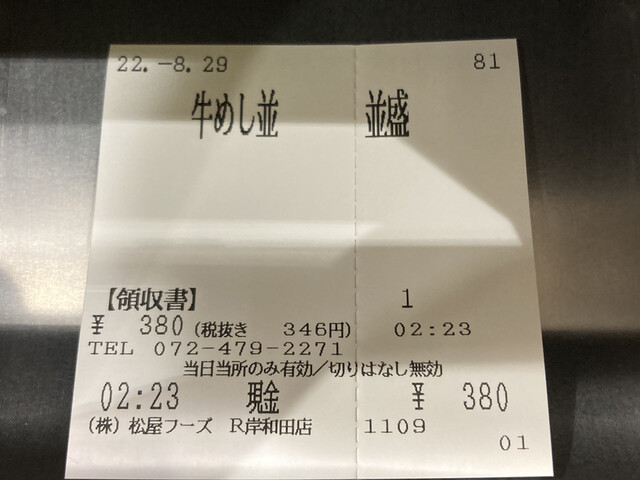 22.-8.29 81
牛めし並 並盛
【領収書】 1
¥ 380 (税抜き 346円) 02:23
TEL 072-479-2271
当日当所のみ有効/切りはなし無効
02:23 現金 ¥ 380
(株)松屋フーズ R岸和田店 1109
01